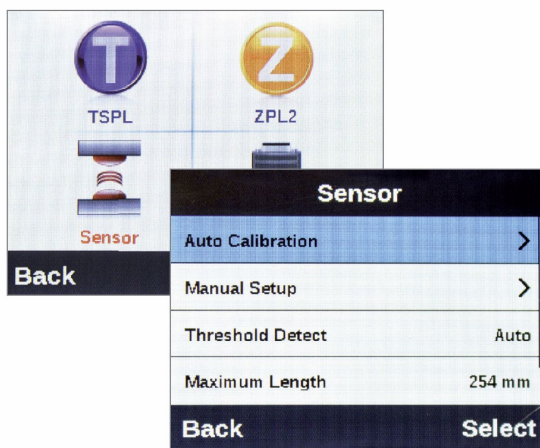 T
Z
TSPL
ZPL2
Sensor
Back
Sensor
Auto Calibration >
Manual Setup >
Threshold Detect Auto
Maximum Length 254 mm
Back Select